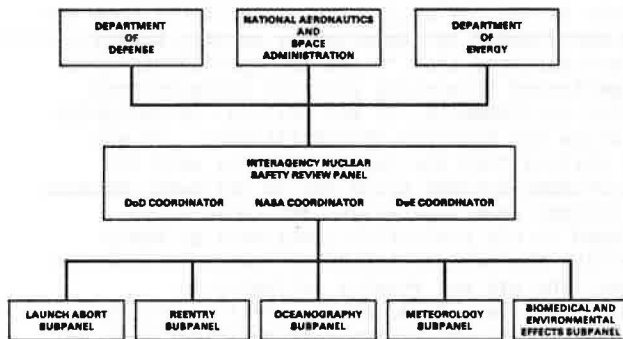 DEPARTMENT
OF
DEFENSE
NATIONAL AERONAUTICS
AND
SPACE
ADMINISTRATION
DEPARTMENT
OF
ENERGY
INTERAGENCY NUCLEAR
SAFETY REVIEW PANEL
DoD COORDINATOR NASA COORDINATOR DoE COORDINATOR
LAUNCH ABORT
SUBPANEL
REENTRY
SUBPANEL
OCEANOGRAPHY
SUBPANEL
METEOROLOGY
SUBPANEL
BIOMEDICAL AND
ENVIRONMENTAL
EFFECTS SUBPANEL